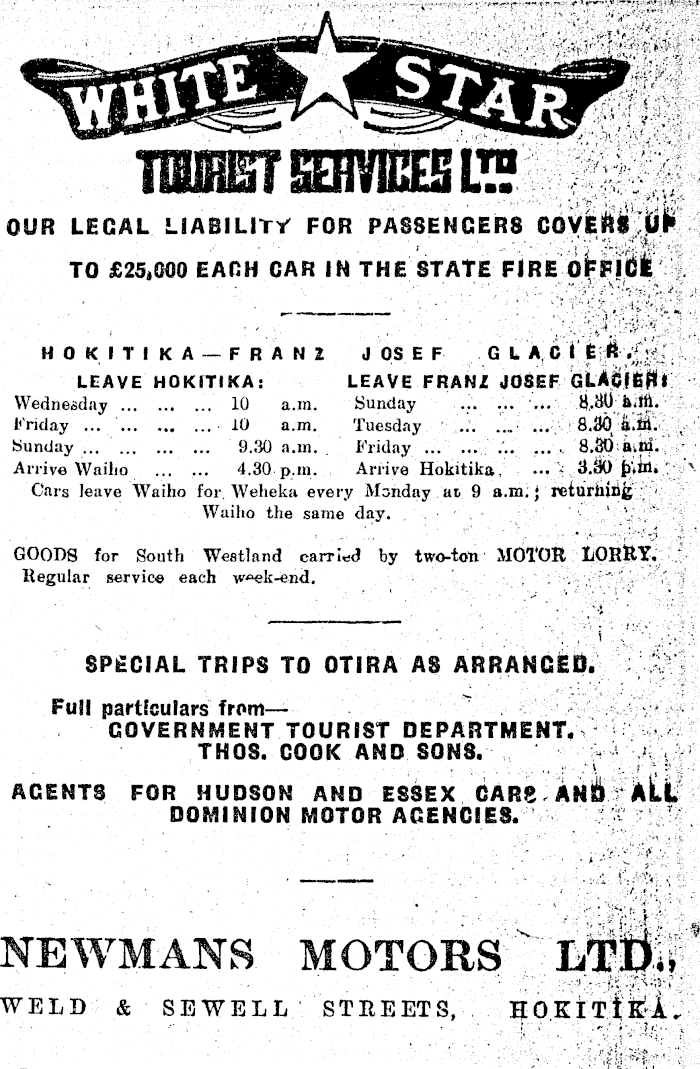 WHITE STAR
TOURIST SERVICES LTD
OUR LEGAL LIABILITY FOR PASSENGERS COVERS UP
TO £25,000 EACH CAR IN THE STATE FIRE OFFICE
HOKITIKA—FRANZ JOSEF GLACIER.
LEAVE HOKITIKA: LEAVE FRANZ JOSEF GLACIER:
Wednesday ... ... ... 10 a.m. Sunday ... ... ... 8.30 a.m.
Friday ... ... ... ... 10 a.m. Tuesday ... ... ... 8.30 a.m.
Sunday ... ... ... ... 9.30 a.m. Friday ... ... ... ... 8.30 a.m.
Arrive Waiho ... ... 4.30 p.m. Arrive Hokitika ... 3.30 p.m.
Cars leave Waiho for Weheka every Monday at 9 a.m.; returning
Waiho the same day.
GOODS for South Westland carried by two-ton MOTOR LORRY.
Regular service each week-end.
SPECIAL TRIPS TO OTIRA AS ARRANGED.
Full particulars from—
GOVERNMENT TOURIST DEPARTMENT.
THOS. COOK AND SONS.
AGENTS FOR HUDSON AND ESSEX CARS AND ALL
DOMINION MOTOR AGENCIES.
NEWMANS MOTORS LTD.,
WELD & SEWELL STREETS, HOKITIKA.